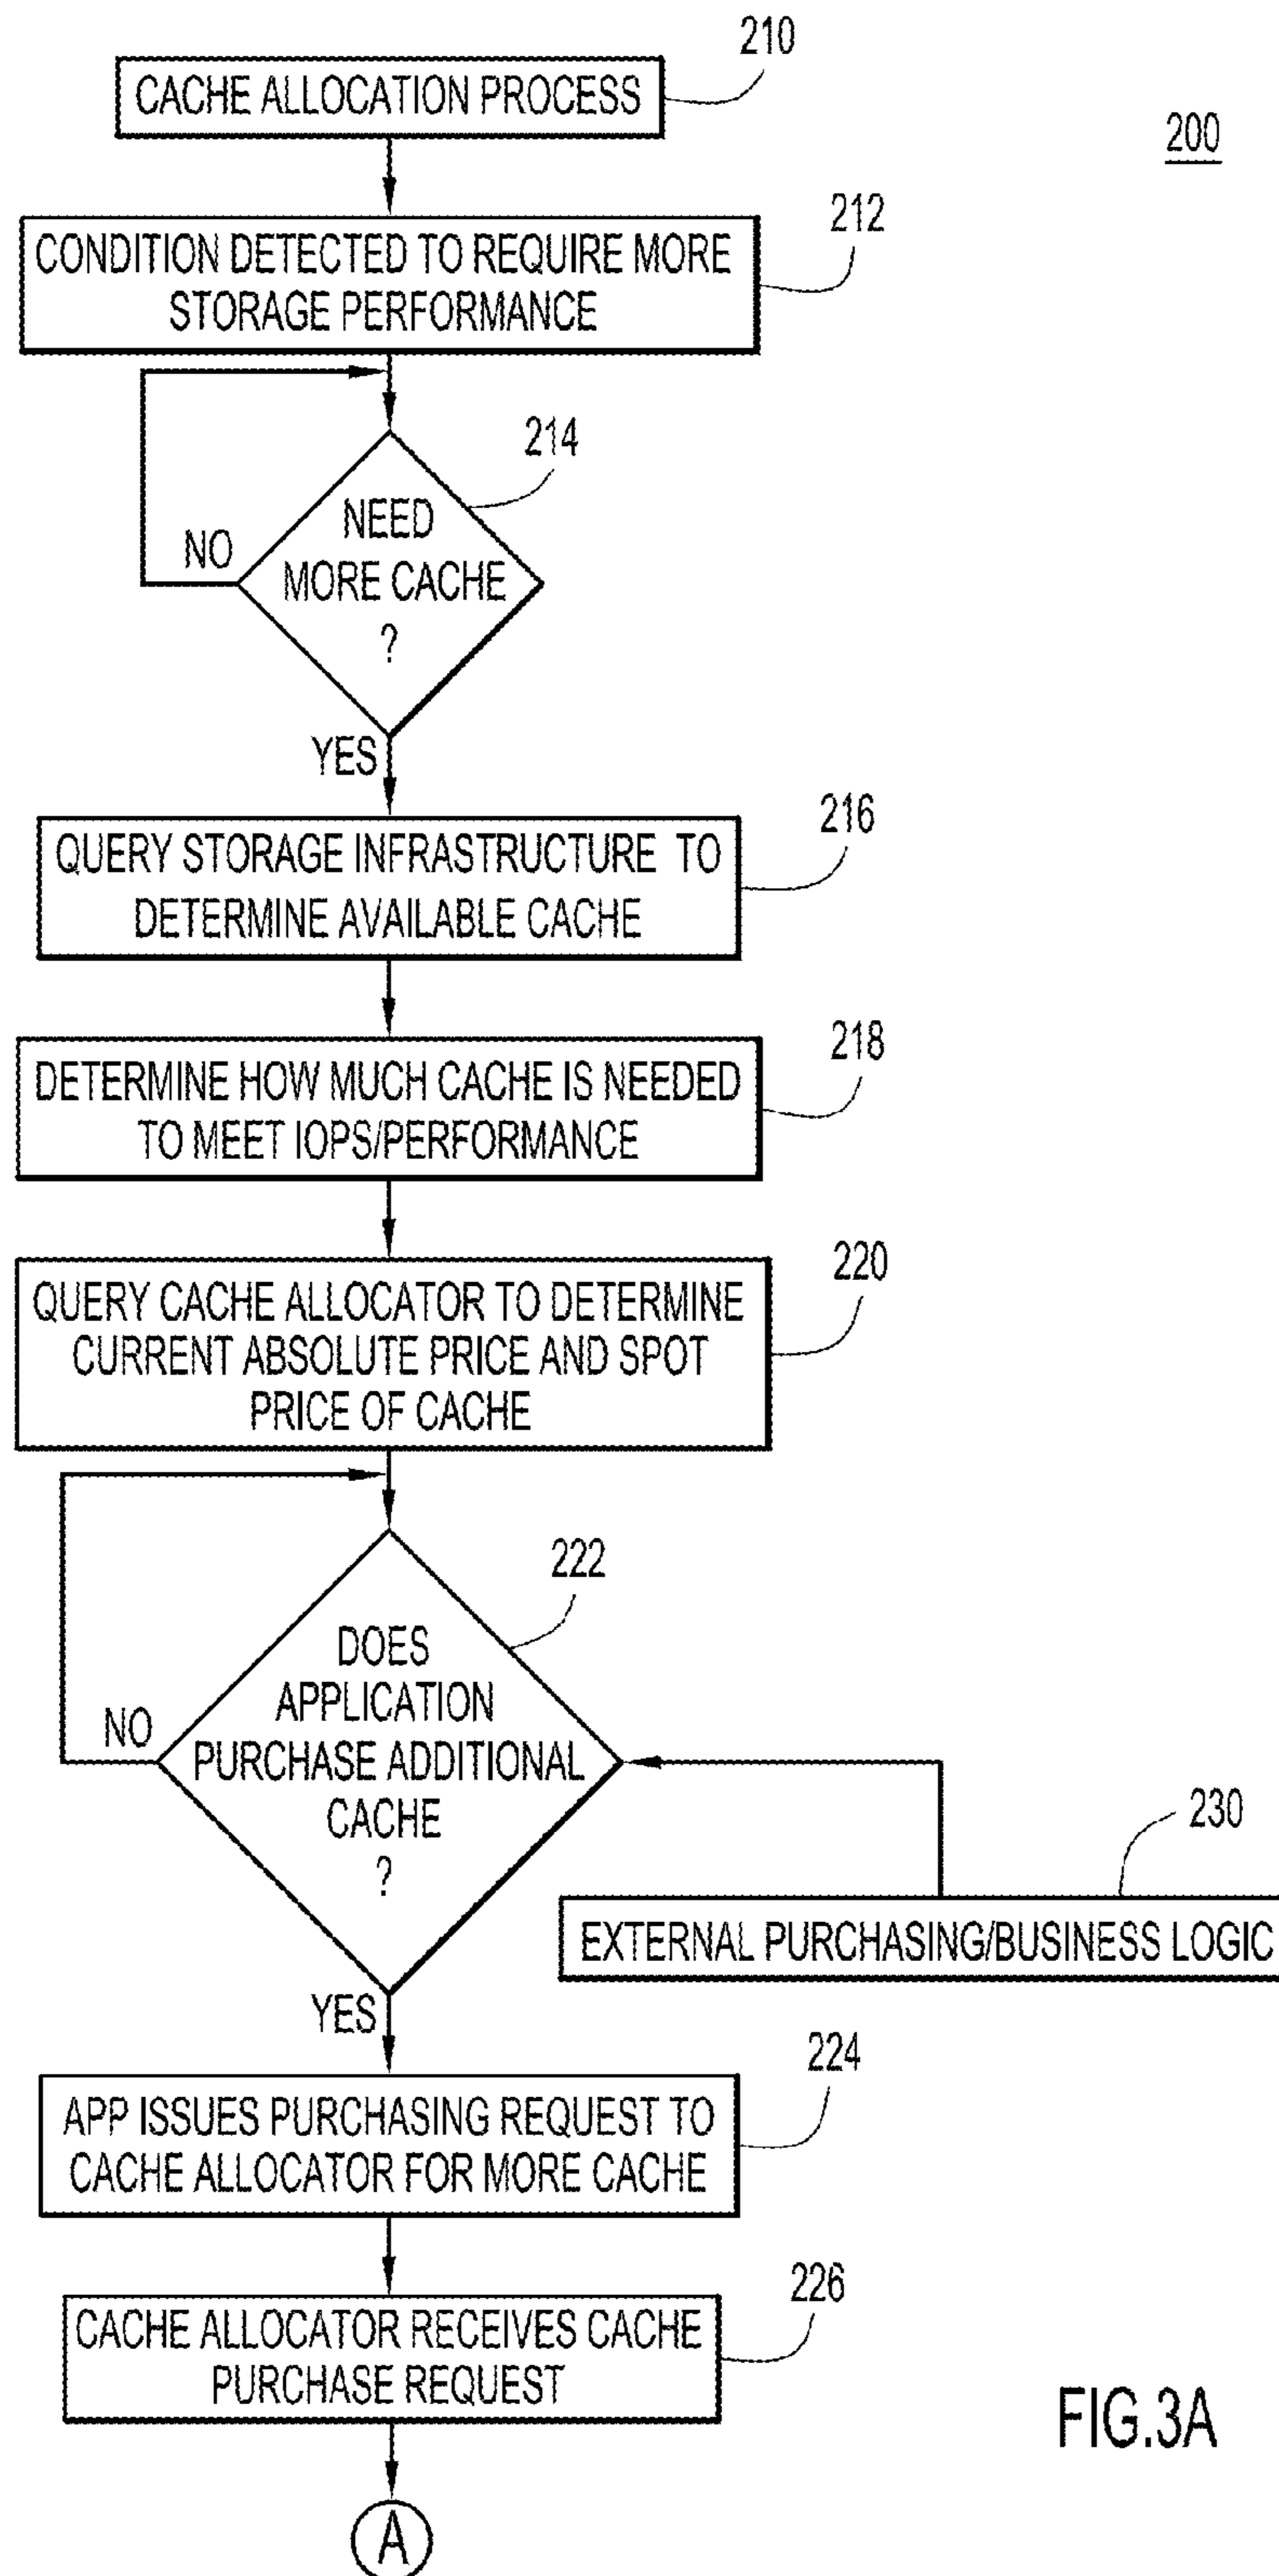 210
CACHE ALLOCATION PROCESS
200
212
CONDITION DETECTED TO REQUIRE MORE
STORAGE PERFORMANCE
214
NEED
MORE CACHE
?
NO
YES
216
QUERY STORAGE INFRASTRUCTURE TO
DETERMINE AVAILABLE CACHE
218
DETERMINE HOW MUCH CACHE IS NEEDED
TO MEET IOPS/PERFORMANCE
220
QUERY CACHE ALLOCATOR TO DETERMINE
CURRENT ABSOLUTE PRICE AND SPOT
PRICE OF CACHE
222
DOES
APPLICATION
PURCHASE ADDITIONAL
CACHE
?
NO
YES
230
EXTERNAL PURCHASING/BUSINESS LOGIC
224
APP ISSUES PURCHASING REQUEST TO
CACHE ALLOCATOR FOR MORE CACHE
226
CACHE ALLOCATOR RECEIVES CACHE
PURCHASE REQUEST
A
FIG.3A